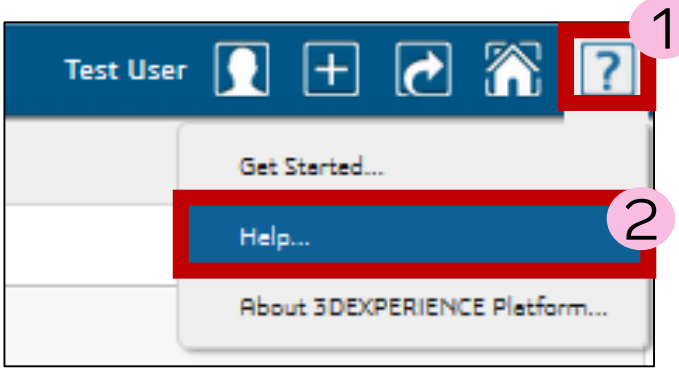 1
Test User
?
Get Started...
Help...
2
About 3DEXPERIENCE Platform...